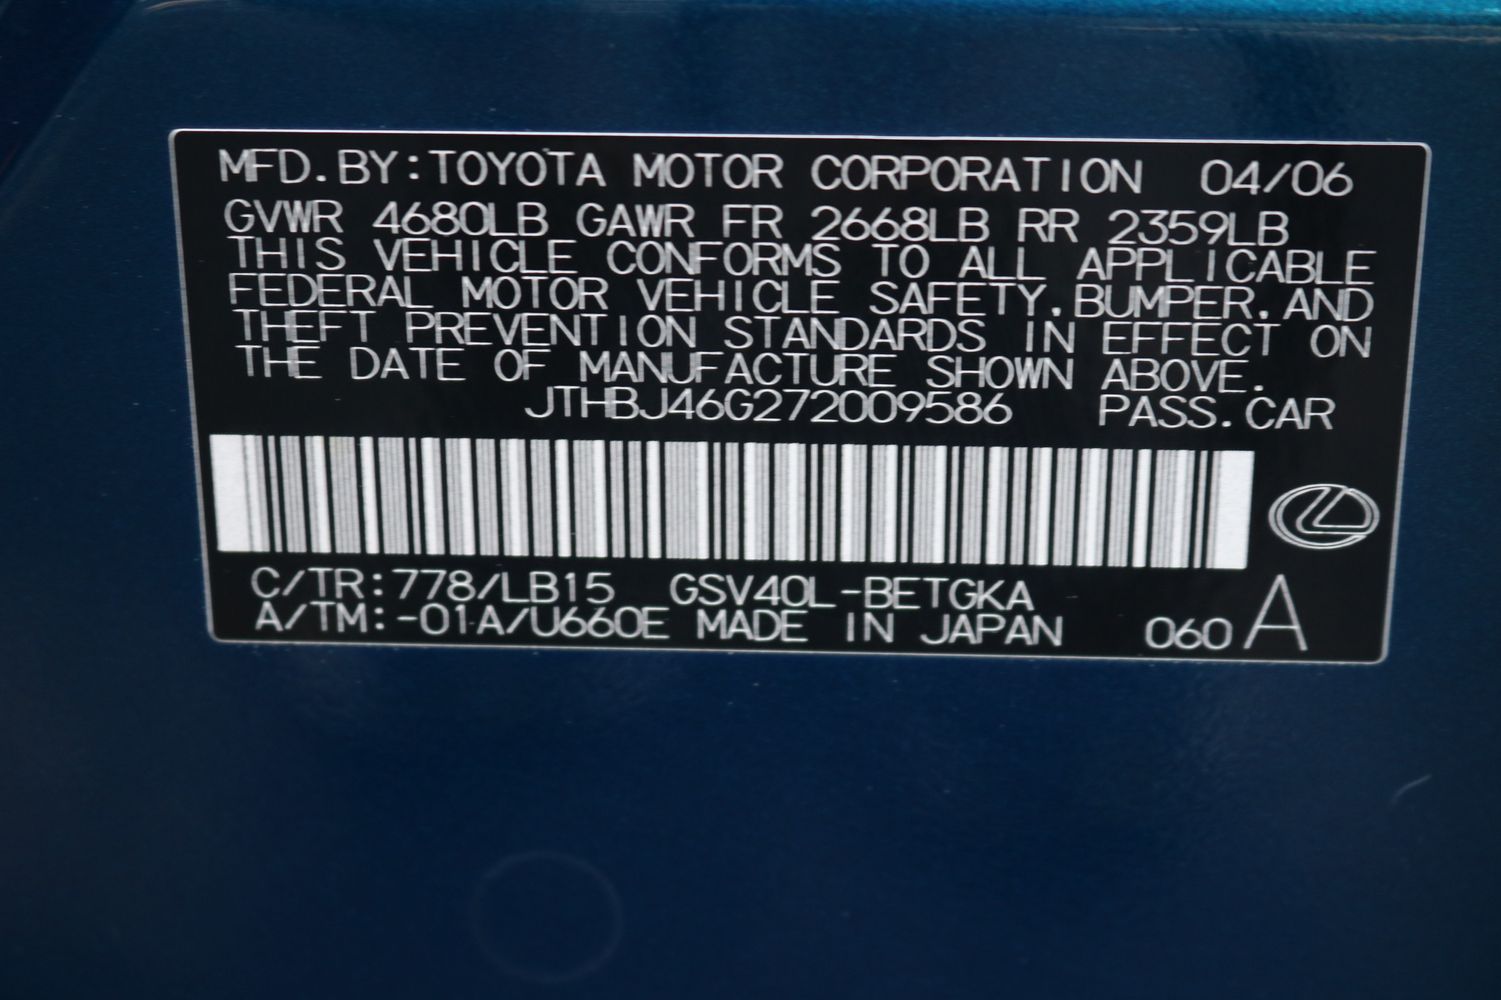 MFD.BY:TOYOTA MOTOR CORPORATION 04/06
GVWR 4680LB GAWR FR 2668LB RR 2359LB
THIS VEHICLE CONFORMS TO ALL APPLICABLE
FEDERAL MOTOR VEHICLE SAFETY,BUMPER,AND
THEFT PREVENTION STANDARDS IN EFFECT ON
THE DATE OF MANUFACTURE SHOWN ABOVE.
JTHBJ46G272009586 PASS.CAR
C/TR:778/LB15 GSV40L-BETGKA
A/TM:-01A/U660E MADE IN JAPAN 060 A